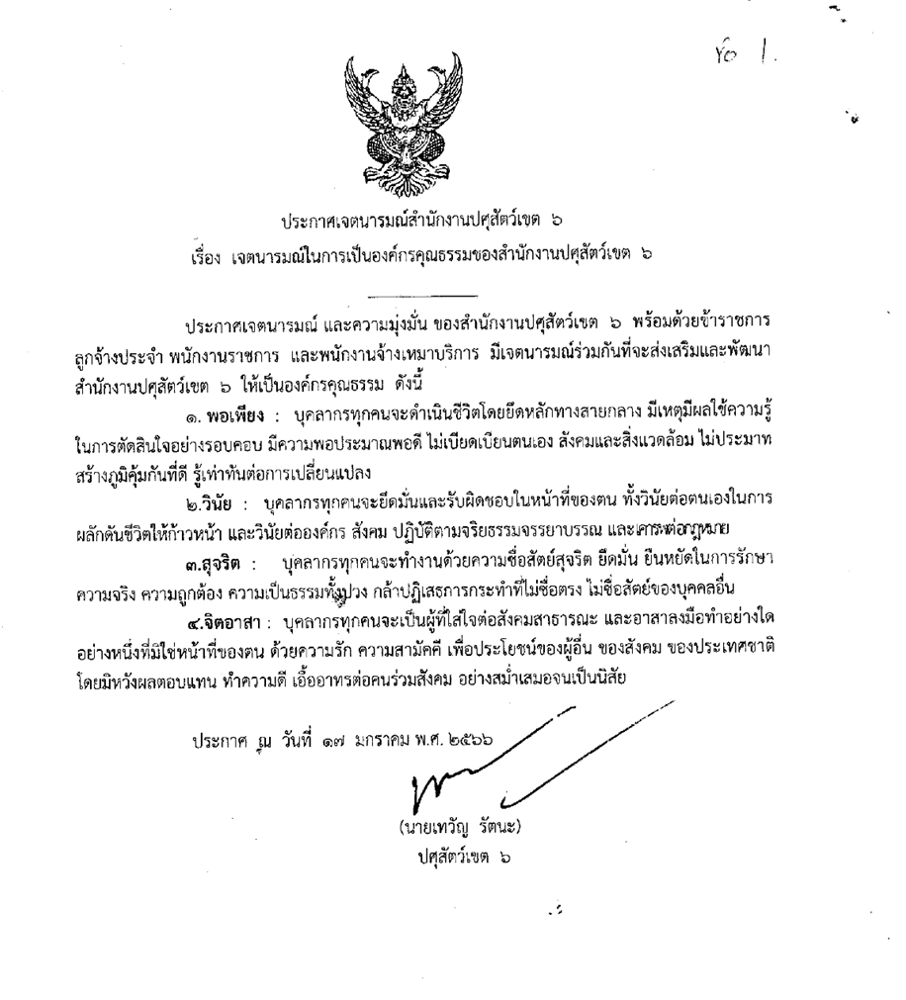 ข้อ 1.
ประกาศเจตนารมณ์สำนักงานปศุสัตว์เขต ๖
เรื่อง เจตนารมณ์ในการเป็นองค์กรคุณธรรมของสำนักงานปศุสัตว์เขต ๖
ประกาศเจตนารมณ์ และความมุ่งมั่น ของสำนักงานปศุสัตว์เขต ๖ พร้อมด้วยข้าราชการ
ลูกจ้างประจำ พนักงานราชการ และพนักงานจ้างเหมาบริการ มีเจตนารมณ์ร่วมกันที่จะส่งเสริมและพัฒนา
สำนักงานปศุสัตว์เขต ๖ ให้เป็นองค์กรคุณธรรม ดังนี้
๑. พอเพียง : บุคลากรทุกคนจะดำเนินชีวิตโดยยึดหลักทางสายกลาง มีเหตุมีผลใช้ความรู้
ในการตัดสินใจอย่างรอบคอบ มีความพอประมาณพอดี ไม่เบียดเบียนตนเอง สังคมและสิ่งแวดล้อม ไม่ประมาท
สร้างภูมิคุ้มกันที่ดี รู้เท่าทันต่อการเปลี่ยนแปลง
๒.วินัย : บุคลากรทุกคนจะยึดมั่นและรับผิดชอบในหน้าที่ของตน ทั้งวินัยต่อตนเองในการ
ผลักดันชีวิตให้ก้าวหน้า และวินัยต่อองค์กร สังคม ปฏิบัติตามจริยธรรมจรรยาบรรณ และเคารพต่อกฎหมาย
๓.สุจริต : บุคลากรทุกคนจะทำงานด้วยความซื่อสัตย์สุจริต ยึดมั่น ยืนหยัดในการรักษา
ความจริง ความถูกต้อง ความเป็นธรรมทั้งปวง กล้าปฏิเสธการกระทำที่ไม่ซื่อตรง ไม่ซื่อสัตย์ของบุคคลอื่น
๔.จิตอาสา : บุคลากรทุกคนจะเป็นผู้ที่ใส่ใจต่อสังคมสาธารณะ และอาสาลงมือทำอย่างใด
อย่างหนึ่งที่มิใช่หน้าที่ของตน ด้วยความรัก ความสามัคคี เพื่อประโยชน์ของผู้อื่น ของสังคม ของประเทศชาติ
โดยมิหวังผลตอบแทน ทำความดี เอื้ออาทรต่อคนร่วมสังคม อย่างสม่ำเสมอจนเป็นนิสัย
ประกาศ ณ วันที่ ๑๗ มกราคม พ.ศ. ๒๕๖๖
(นายเทวัญ รัตนะ)
ปศุสัตว์เขต ๖